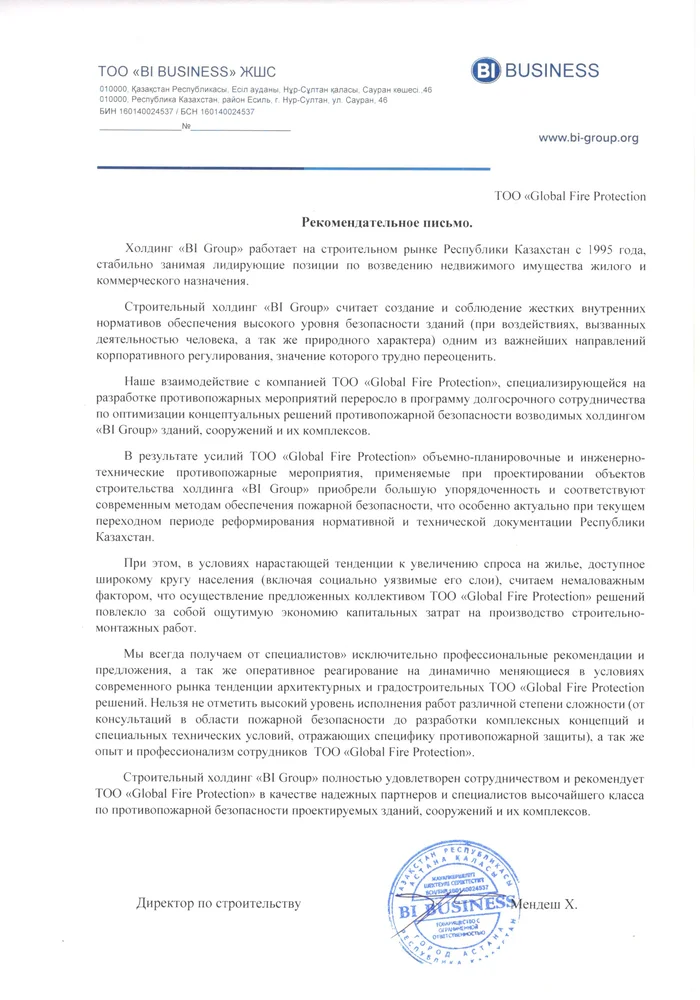 ТОО «BI BUSINESS» ЖШС
BI BUSINESS
010000, Қазақстан Республикасы, Есіл ауданы, Нұр-Сұлтан қаласы, Сауран көшесі.,46
010000, Республика Казахстан, район Есиль, г. Нур-Султан, ул. Сауран, 46
БИН 160140024537 / БСН 160140024537
№
www.bi-group.org
ТОО «Global Fire Protection
Рекомендательное письмо.
Холдинг «BI Group» работает на строительном рынке Республики Казахстан с 1995 года,
стабильно занимая лидирующие позиции по возведению недвижимого имущества жилого и
коммерческого назначения.
Строительный холдинг «BI Group» считает создание и соблюдение жестких внутренних
нормативов обеспечения высокого уровня безопасности зданий (при воздействиях, вызванных
деятельностью человека, а так же природного характера) одним из важнейших направлений
корпоративного регулирования, значение которого трудно переоценить.
Наше взаимодействие с компанией ТОО «Global Fire Protection», специализирующейся на
разработке противопожарных мероприятий переросло в программу долгосрочного сотрудничества
по оптимизации концептуальных решений противопожарной безопасности возводимых холдингом
«BI Group» зданий, сооружений и их комплексов.
В результате усилий ТОО «Global Fire Protection» объемно-планировочные и инженерно-
технические противопожарные мероприятия, применяемые при проектировании объектов
строительства холдинга «BI Group» приобрели большую упорядоченность и соответствуют
современным методам обеспечения пожарной безопасности, что особенно актуально при текущем
переходном периоде реформирования нормативной и технической документации Республики
Казахстан.
При этом, в условиях нарастающей тенденции к увеличению спроса на жилье, доступное
широкому кругу населения (включая социально уязвимые его слои), считаем немаловажным
фактором, что осуществление предложенных коллективом ТОО «Global Fire Protection» решений
повлекло за собой ощутимую экономию капитальных затрат на производство строительно-
монтажных работ.
Мы всегда получаем от специалистов» исключительно профессиональные рекомендации и
предложения, а так же оперативное реагирование на динамично меняющиеся в условиях
современного рынка тенденции архитектурных и градостроительных ТОО «Global Fire Protection
решений. Нельзя не отметить высокий уровень исполнения работ различной степени сложности (от
консультаций в области пожарной безопасности до разработки комплексных концепций и
специальных технических условий, отражающих специфику противопожарной защиты), а так же
опыт и профессионализм сотрудников ТОО «Global Fire Protection».
Строительный холдинг «BI Group» полностью удовлетворен сотрудничеством и рекомендует
ТОО «Global Fire Protection» в качестве надежных партнеров и специалистов высочайшего класса
по противопожарной безопасности проектируемых зданий, сооружений и их комплексов.
Директор по строительству
Мендеш Х.
ҚАЗАҚСТАН РЕСПУБЛИКАСЫ
АСТАНА ҚАЛАСЫ
ЖАУАПКЕРШІЛІГІ
ШЕКТЕУЛІ СЕРІКТЕСТІК
160140024537
BI BUSINESS
ТОВАРИЩЕСТВО С
ОГРАНИЧЕННОЙ
ОТВЕТСТВЕННОСТЬЮ
ГОРОД АСТАНА
РЕСПУБЛИКА КАЗАХСТАН